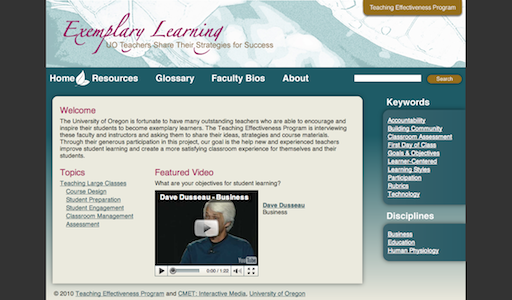 Teaching Effectiveness Program
Exemplary Learning
UO Teachers Share Their Strategies for Success
Home Resources Glossary Faculty Bios About
Search
Welcome
The University of Oregon is fortunate to have many outstanding teachers who are able to encourage and
inspire their students to become exemplary learners. The Teaching Effectiveness Program is interviewing
these faculty and instructors and asking them to share their ideas, strategies and course materials.
Through their generous participation in this project, our goal is the help new and experienced teachers
improve student learning and create a more satisfying classroom experience for themselves and their
students.
Topics
Teaching Large Classes
Course Design
Student Preparation
Student Engagement
Classroom Management
Assessment
Featured Video
What are your objectives for student learning?
Dave Dusseau - Business
YouTube
0:00 / 1:03
Dave Dusseau
Business
Keywords
Accountability
Building Community
Classroom Assessment
First Day of Class
Goals & Objectives
Learner-Centered
Learning Styles
Participation
Rubrics
Technology
Disciplines
Business
Education
Human Physiology
© 2010 Teaching Effectiveness Program and CMET: Interactive Media, University of Oregon